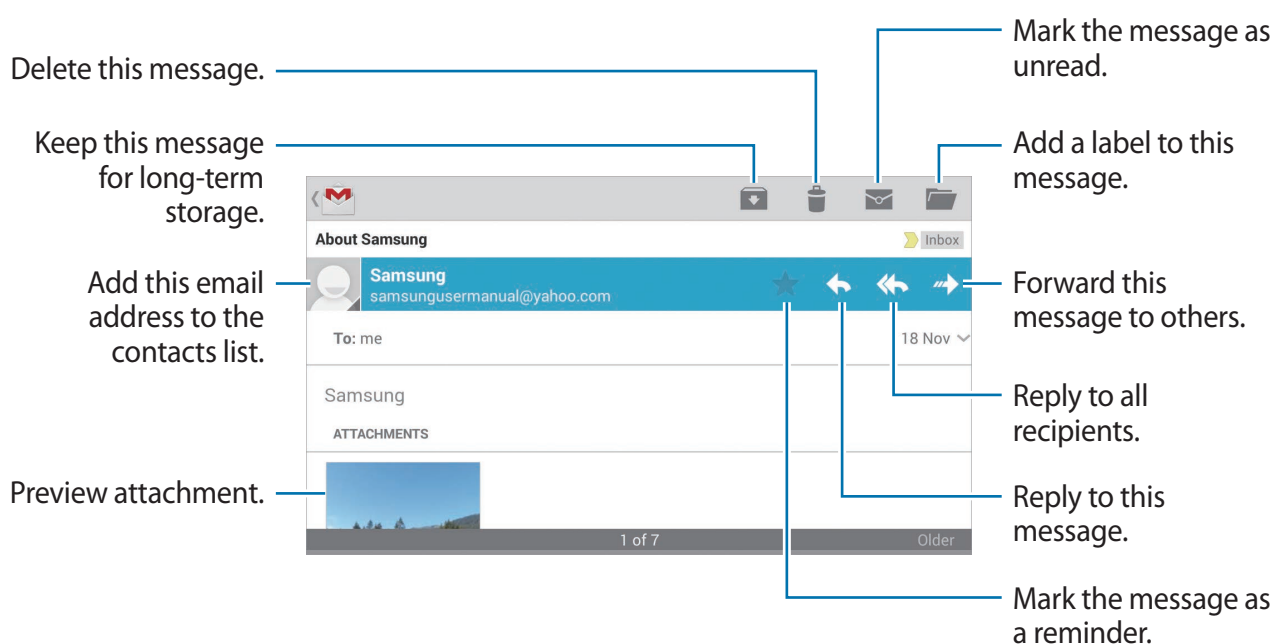 Mark the message as
unread.
Delete this message.
Keep this message
for long-term
storage.
Add a label to this
message.
About Samsung
Inbox
Samsung
samsungusermanual@yahoo.com
Add this email
address to the
contacts list.
Forward this
message to others.
To: me
18 Nov
Samsung
ATTACHMENTS
Reply to all
recipients.
Preview attachment.
Reply to this
message.
1 of 7
Older
Mark the message as
a reminder.